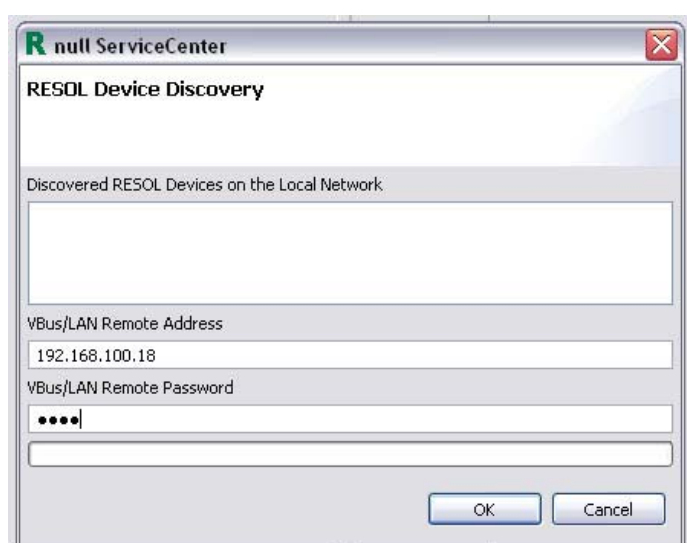 R null ServiceCenter
RESOL Device Discovery
Discovered RESOL Devices on the Local Network
VBus/LAN Remote Address
192.168.100.18
VBus/LAN Remote Password
●●●●
OK Cancel